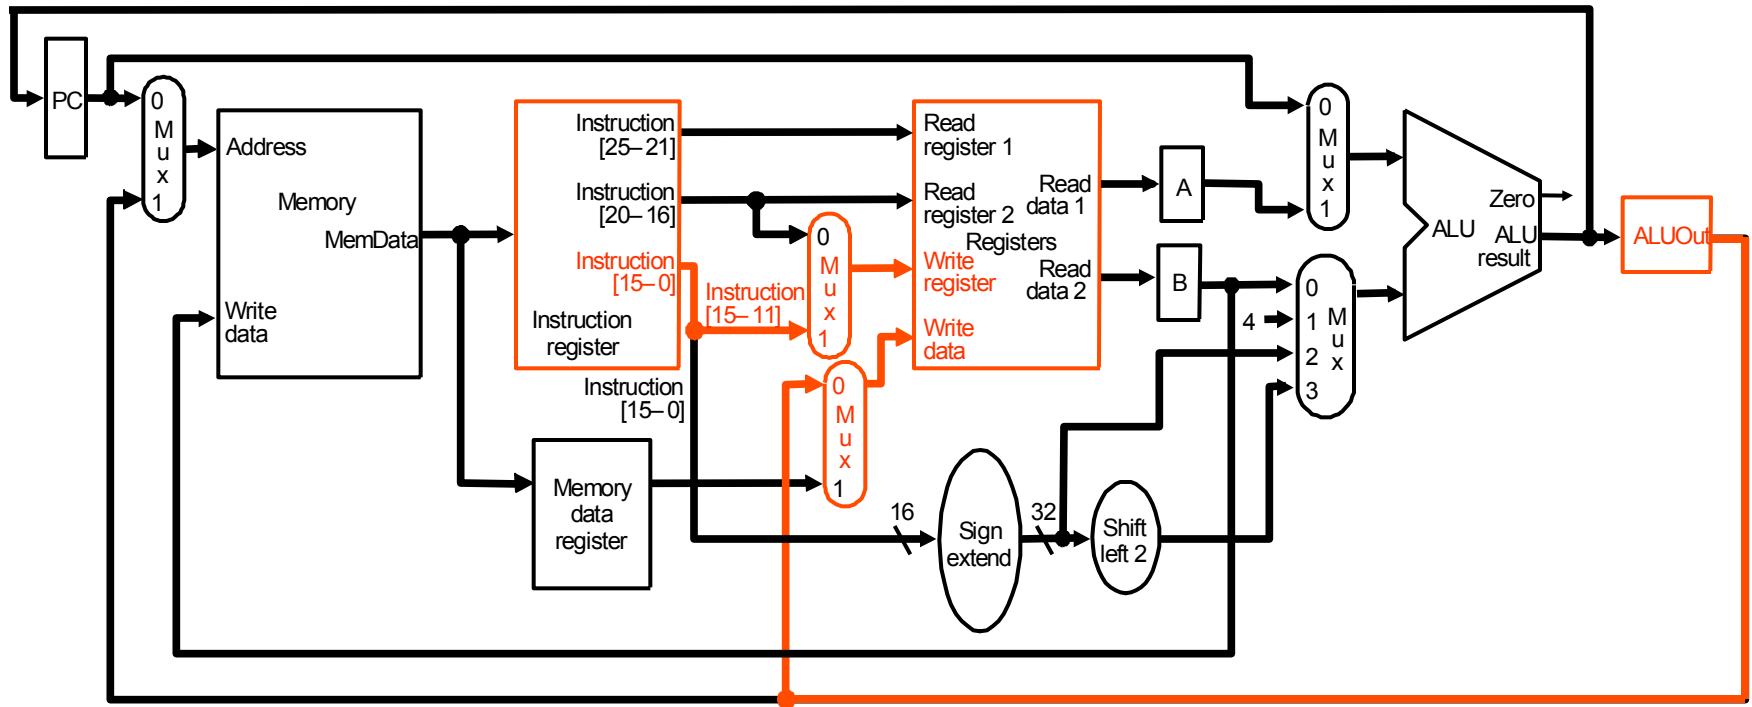 PC
0
M
u
x
1
Address
Memory
MemData
Write
data
Instruction
[25–21]
Instruction
[20–16]
Instruction
[15–0]
Instruction
register
Instruction
[15–11]
Instruction
[15–0]
0
M
u
x
1
0
M
u
x
1
Memory
data
register
Read
register 1
Read
register 2
Registers
Write
register
Write
data
Read
data 1
Read
data 2
16
Sign
extend
32
Shift
left 2
A
B
4
0
M
u
x
1
0
1
2
3
M
u
x
Zero
ALU
ALU
result
ALUOut